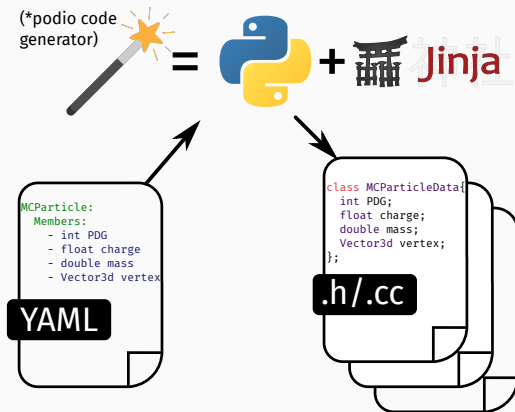 (*podio code
generator)
=
+
神社
Jinja
MCParticle:
Members:
- int PDG
- float charge
- double mass
- Vector3d vertex
YAML
class MCParticleData{
int PDG;
float charge;
double mass;
Vector3d vertex;
};
.h/.cc